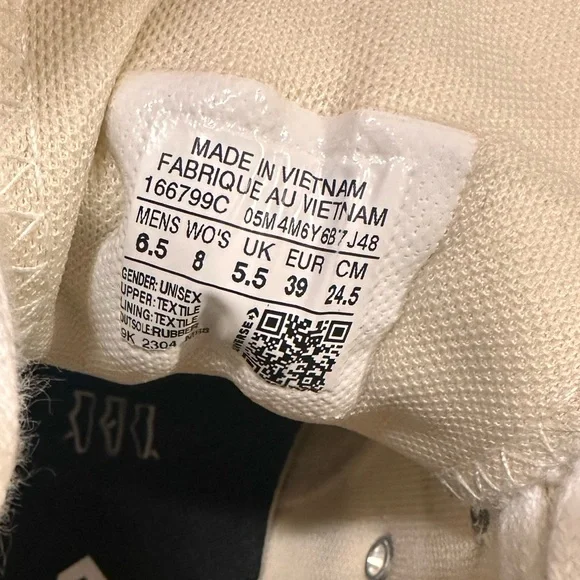 MADE IN VIETNAM
FABRIQUE AU VIETNAM
166799C 05M4M6Y6B7J48
MENS WO'S UK EUR CM
6.5 8 5.5 39 24.5
GENDER: UNISEX
UPPER: TEXTILE
LINING: TEXTILE
OUTSOLE: RUBBER
9K 2304